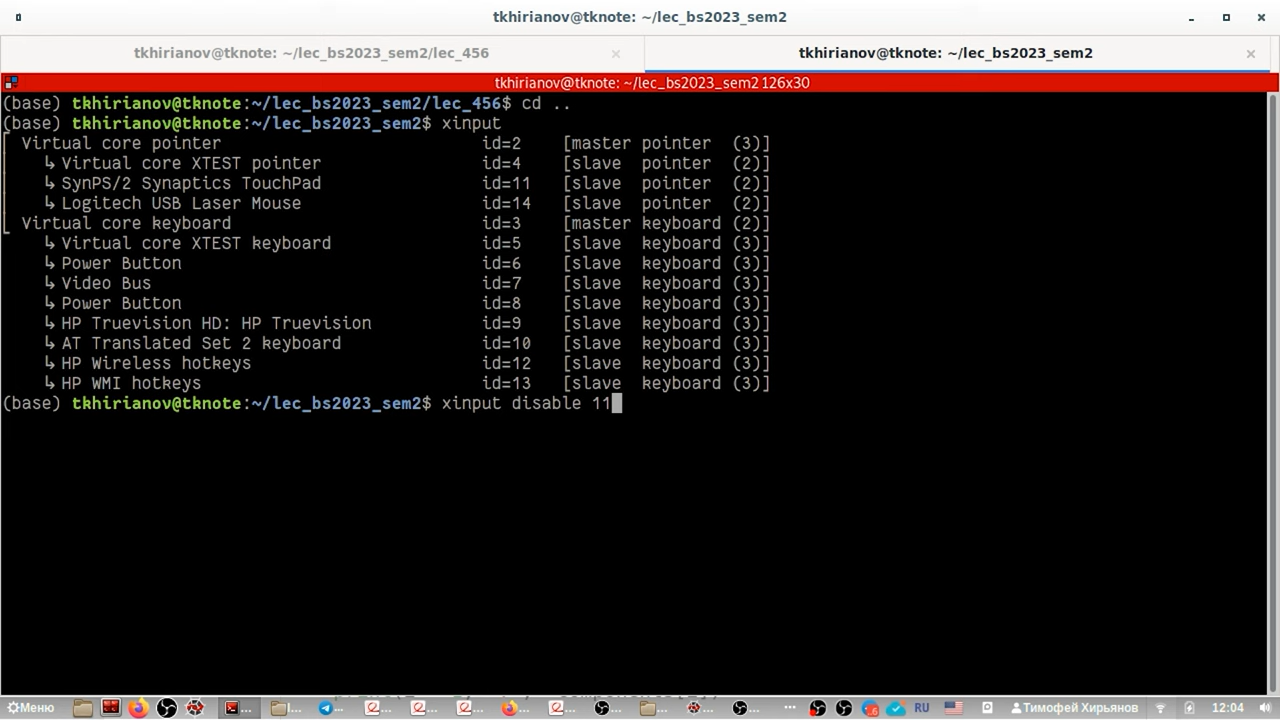 tkhirianov@tknote: ~/lec_bs2023_sem2
tkhirianov@tknote: ~/lec_bs2023_sem2/lec_456 × tkhirianov@tknote: ~/lec_bs2023_sem2 ×
tkhirianov@tknote: ~/lec_bs2023_sem2 126x30
(base) tkhirianov@tknote:~/lec_bs2023_sem2/lec_456$ cd ..
(base) tkhirianov@tknote:~/lec_bs2023_sem2$ xinput
⎡ Virtual core pointer id=2 [master pointer (3)]
⎜ ↳ Virtual core XTEST pointer id=4 [slave pointer (2)]
⎜ ↳ SynPS/2 Synaptics TouchPad id=11 [slave pointer (2)]
⎜ ↳ Logitech USB Laser Mouse id=14 [slave pointer (2)]
⎣ Virtual core keyboard id=3 [master keyboard (2)]
↳ Virtual core XTEST keyboard id=5 [slave keyboard (3)]
↳ Power Button id=6 [slave keyboard (3)]
↳ Video Bus id=7 [slave keyboard (3)]
↳ Power Button id=8 [slave keyboard (3)]
↳ HP Truevision HD: HP Truevision id=9 [slave keyboard (3)]
↳ AT Translated Set 2 keyboard id=10 [slave keyboard (3)]
↳ HP Wireless hotkeys id=12 [slave keyboard (3)]
↳ HP WMI hotkeys id=13 [slave keyboard (3)]
(base) tkhirianov@tknote:~/lec_bs2023_sem2$ xinput disable 11
Меню ... l... ... ... ... ... ... ... ... ... ... ... ... RU Тимофей Хирьянов 12:04